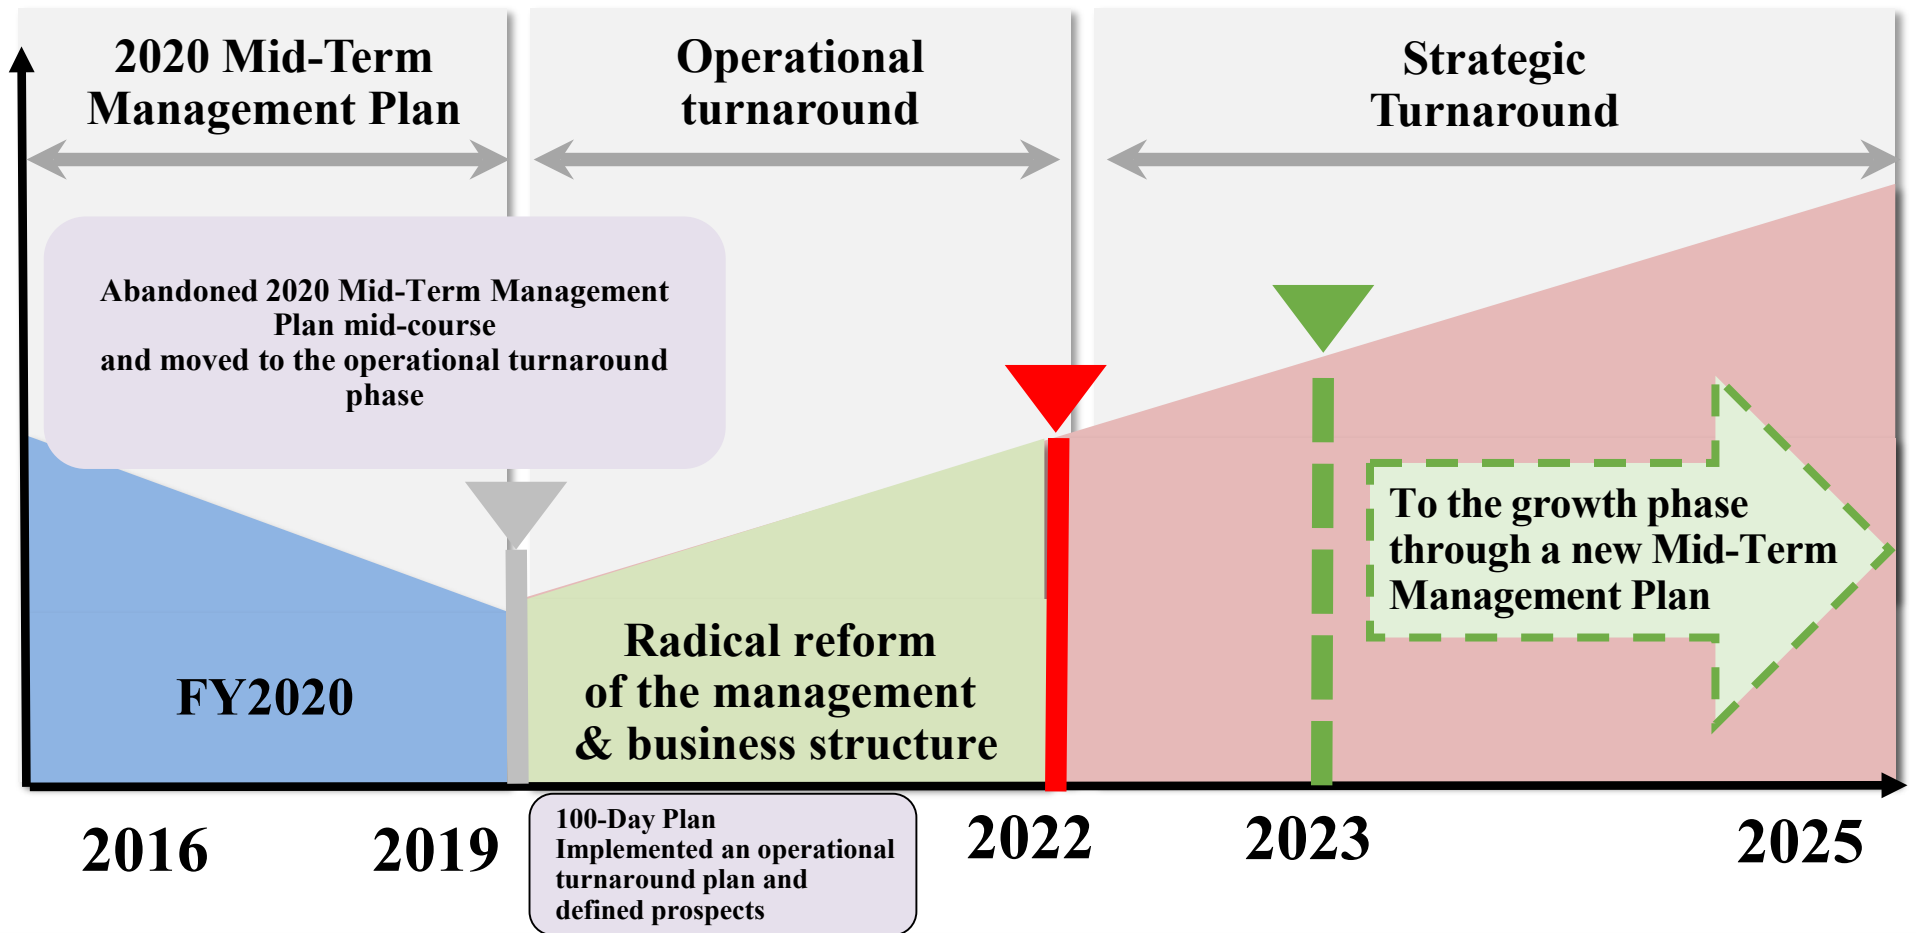 2020 Mid-Term
Management Plan
Operational
turnaround
Strategic
Turnaround
Abandoned 2020 Mid-Term Management
Plan mid-course
and moved to the operational turnaround
phase
To the growth phase
through a new Mid-Term
Management Plan
FY2020
Radical reform
of the management
& business structure
2016
2019
100-Day Plan
Implemented an operational
turnaround plan and
defined prospects
2022
2023
2025